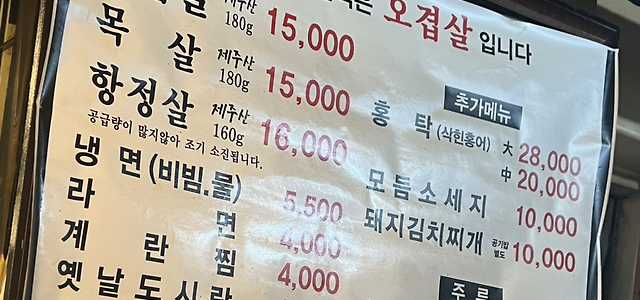 살 제주산 180g 15,000
은 오겹살 입니다
목 살 제주산 180g 15,000
항정살 제주산 160g 16,000
공급량이 많지않아 조기 소진됩니다.
냉 면 (비빔.물) 5,500
라 면 4,000
계 란 찜 4,000
옛날도시락
추가메뉴
홍 탁 (삭힌홍어) 大 28,000
中 20,000
모듬소세지 10,000
돼지김치찌개 공기밥 별도 10,000
주 류